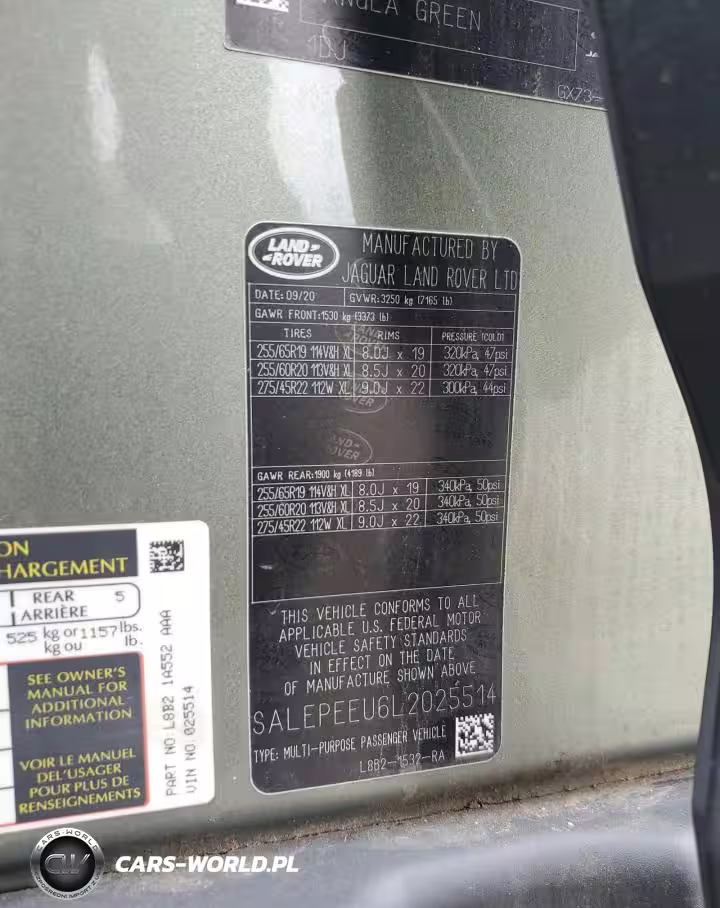 GREEN
1DJ
GX73-
LAND ROVER
MANUFACTURED BY
JAGUAR LAND ROVER LTD
DATE: 09/20 GVWR:3250 kg (7165 lb)
GAWR FRONT:1530 kg (3373 lb)
TIRES RIMS PRESSURE (COLD)
255/65R19 114V&H XL 8.0J x 19 320kPa, 47psi
255/60R20 113V&H XL 8.5J x 20 320kPa, 47psi
275/45R22 112W XL 9.0J x 22 300kPa, 44psi
GAWR REAR:1900 kg (4189 lb)
255/65R19 114V&H XL 8.0J x 19 340kPa, 50psi
255/60R20 113V&H XL 8.5J x 20 340kPa, 50psi
275/45R22 112W XL 9.0J x 22 340kPa, 50psi
THIS VEHICLE CONFORMS TO ALL
APPLICABLE U.S. FEDERAL MOTOR
VEHICLE SAFETY STANDARDS
IN EFFECT ON THE DATE
OF MANUFACTURE SHOWN ABOVE
SALEPEEU6L2025514
TYPE: MULTI-PURPOSE PASSENGER VEHICLE
L8B2-1532-RA
ON
HARGEMENT
REAR 5
ARRIÈRE
525 kg or 1157 lbs.
kg ou lb.
SEE OWNER'S
MANUAL FOR
ADDITIONAL
INFORMATION
VOIR LE MANUEL
DEL'USAGER
POUR PLUS DE
RENSEIGNEMENTS
PART NO L8B2 1A552 AAA
VIN NO.025514
CARS-WORLD
CW
CARS-WORLD.PL